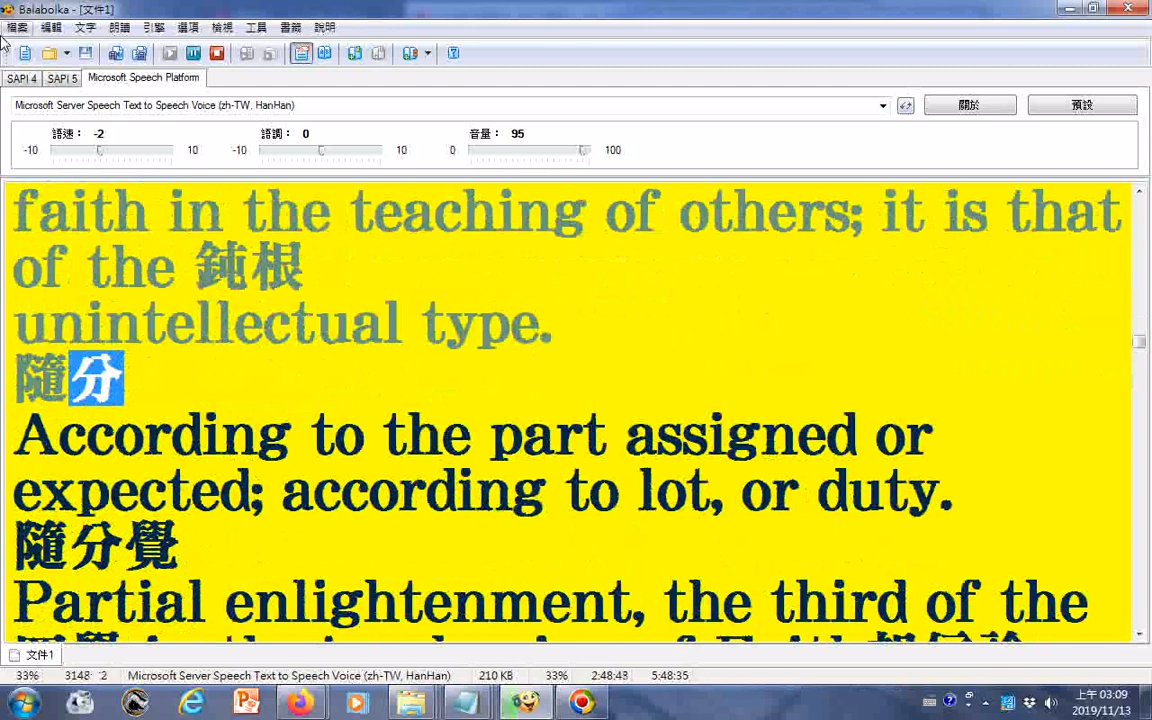 Balabolka - [文件1]
檔案 編輯 文字 朗讀 引擎 選項 檢視 工具 書籤 說明
SAPI 4 SAPI 5 Microsoft Speech Platform
Microsoft Server Speech Text to Speech Voice (zh-TW, HanHan) 關於 預設
語速： -2 語調： 0 音量： 95
-10 10 -10 10 0 100
faith in the teaching of others; it is that
of the 鈍根
unintellectual type.
隨分
According to the part assigned or
expected; according to lot, or duty.
隨分覺
Partial enlightenment, the third of the
文件1
33% Microsoft Server Speech Text to Speech Voice (zh-TW, HanHan) 210 KB 33% 2:48:43 5:48:35
上午 03:09
2019/11/13